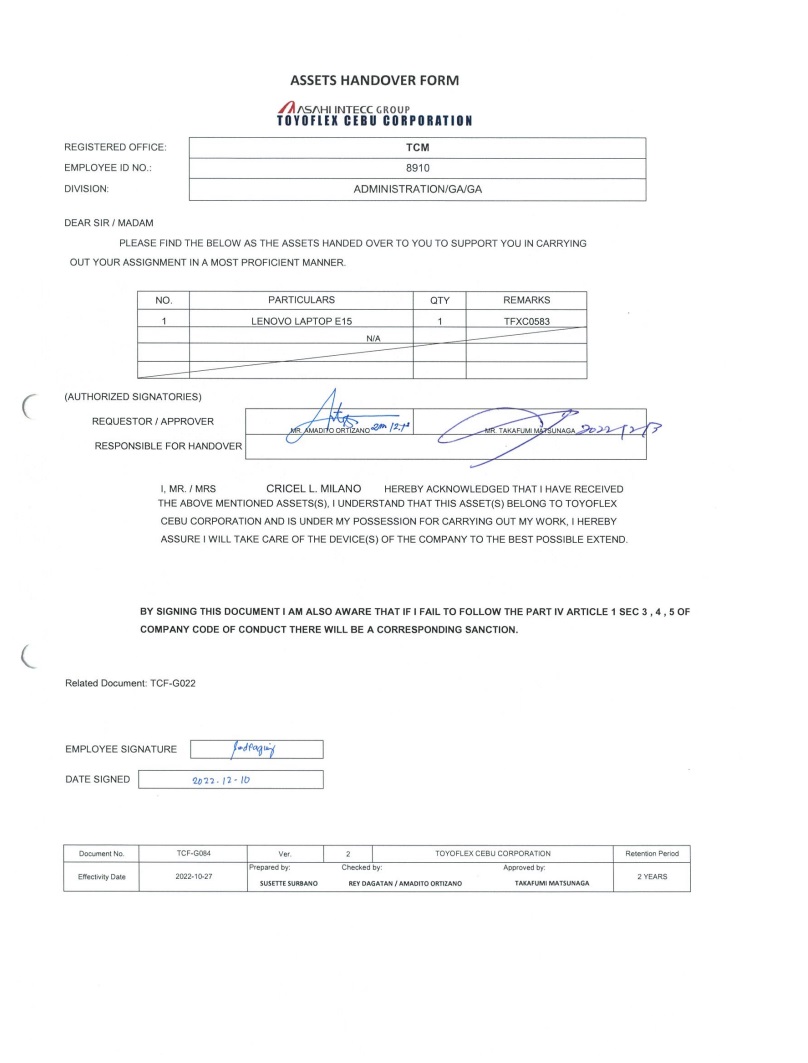 ASSETS HANDOVER FORM
ASAHI INTECC GROUP
TOYOFLEX CEBU CORPORATION
REGISTERED OFFICE: TCM
EMPLOYEE ID NO.: 8910
DIVISION: ADMINISTRATION/GA/GA
DEAR SIR / MADAM
PLEASE FIND THE BELOW AS THE ASSETS HANDED OVER TO YOU TO SUPPORT YOU IN CARRYING
OUT YOUR ASSIGNMENT IN A MOST PROFICIENT MANNER.
NO. PARTICULARS QTY REMARKS
1 LENOVO LAPTOP E15 1 TFXC0583
N/A
(AUTHORIZED SIGNATORIES)
REQUESTOR / APPROVER MR. AMADITO ORTIZANO MR. TAKAFUMI MATSUNAGA 2022/12/13
RESPONSIBLE FOR HANDOVER
I, MR. / MRS CRICEL L. MILANO HEREBY ACKNOWLEDGED THAT I HAVE RECEIVED
THE ABOVE MENTIONED ASSETS(S), I UNDERSTAND THAT THIS ASSET(S) BELONG TO TOYOFLEX
CEBU CORPORATION AND IS UNDER MY POSSESSION FOR CARRYING OUT MY WORK, I HEREBY
ASSURE I WILL TAKE CARE OF THE DEVICE(S) OF THE COMPANY TO THE BEST POSSIBLE EXTEND.
BY SIGNING THIS DOCUMENT I AM ALSO AWARE THAT IF I FAIL TO FOLLOW THE PART IV ARTICLE 1 SEC 3 , 4 , 5 OF
COMPANY CODE OF CONDUCT THERE WILL BE A CORRESPONDING SANCTION.
Related Document: TCF-G022
EMPLOYEE SIGNATURE
DATE SIGNED 2022.12-10
Document No. TCF-G084 Ver. 2 TOYOFLEX CEBU CORPORATION Retention Period
Effectivity Date 2022-10-27 Prepared by: Checked by: Approved by: 2 YEARS
SUSETTE SURBANO REY DAGATAN / AMADITO ORTIZANO TAKAFUMI MATSUNAGA